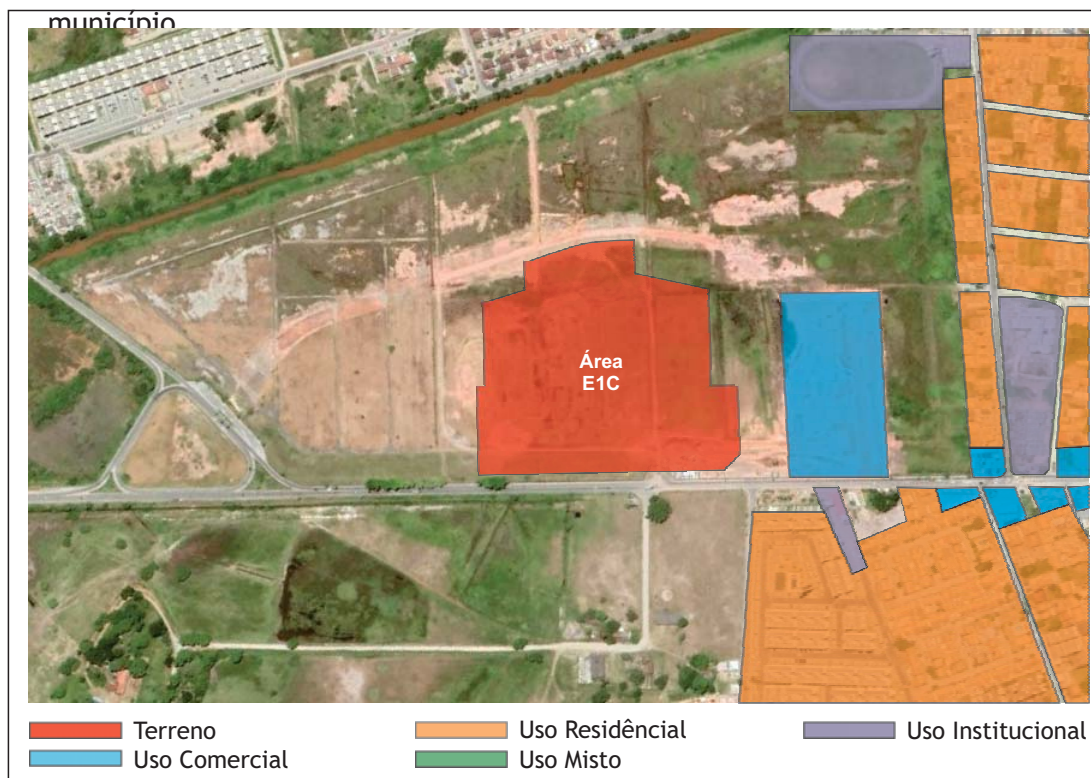 município
Área
E1C
Terreno
Uso Residêncial
Uso Institucional
Uso Comercial
Uso Misto